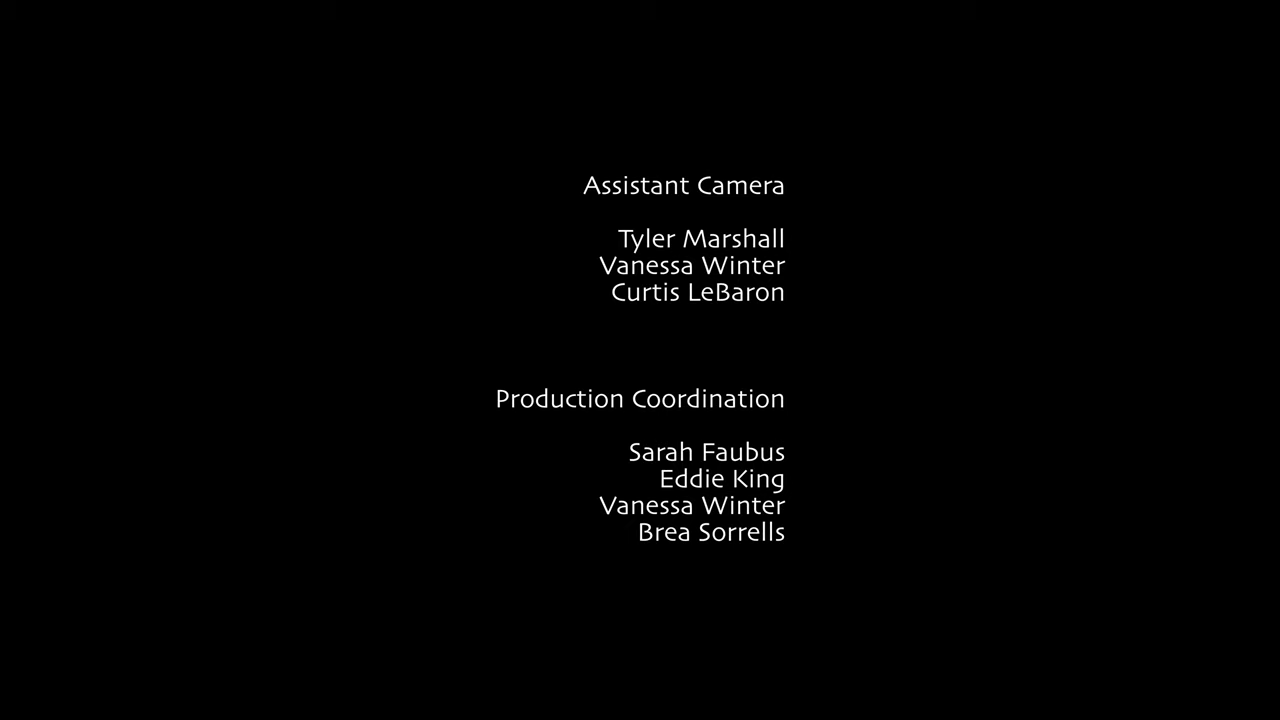 Assistant Camera
Tyler Marshall
Vanessa Winter
Curtis LeBaron
Production Coordination
Sarah Faubus
Eddie King
Vanessa Winter
Brea Sorrells